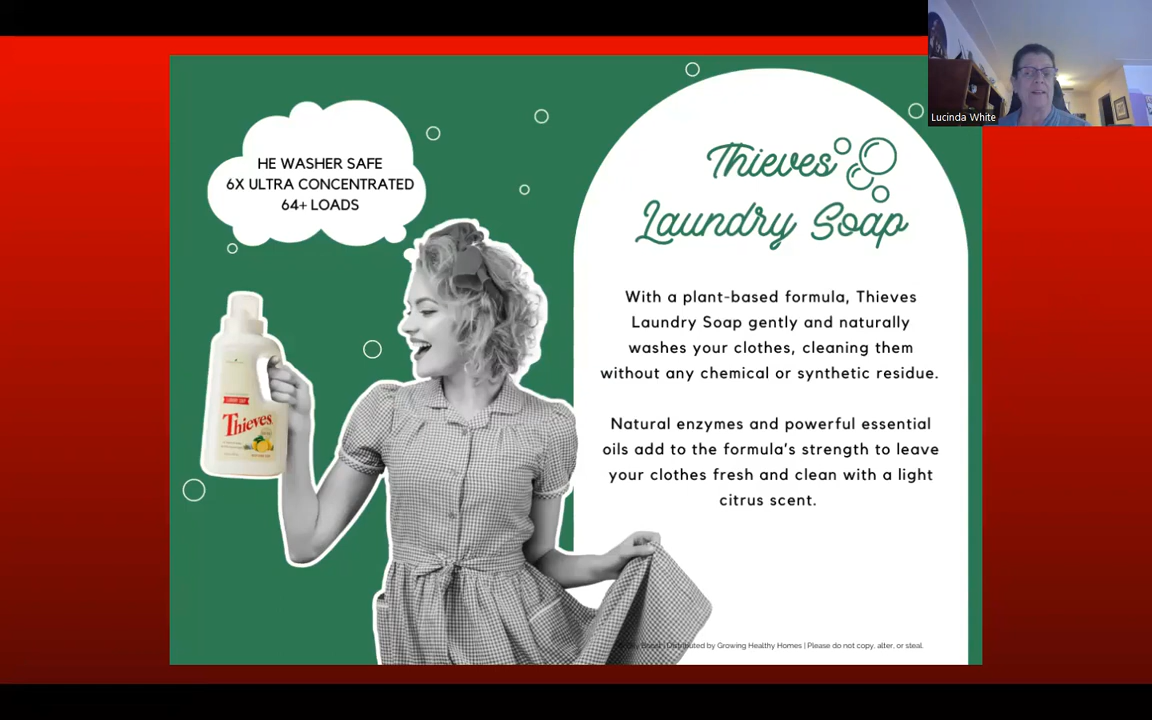 Lucinda White
HE WASHER SAFE
6X ULTRA CONCENTRATED
64+ LOADS
Thieves
Laundry Soap
With a plant-based formula, Thieves
Laundry Soap gently and naturally
washes your clothes, cleaning them
without any chemical or synthetic residue.
Natural enzymes and powerful essential
oils add to the formula's strength to leave
your clothes fresh and clean with a light
citrus scent.
LAUNDRY SOAP
Thieves
Distributed by Growing Healthy Homes | Please do not copy, alter, or steal.